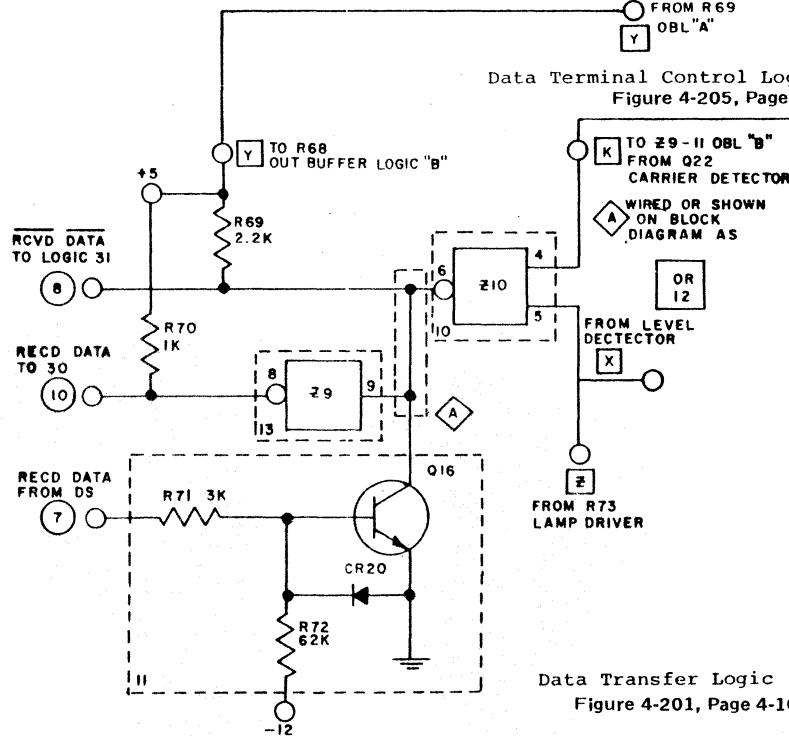 FROM R69
OBL "A"
Y
Data Terminal Control Log
Figure 4-205, Page
Y TO R68
OUT BUFFER LOGIC "B"
K TO Z9-11 OBL "B"
FROM Q22
CARRIER DETECTOR
+5
R69
2.2K
A WIRED OR SHOWN
ON BLOCK
DIAGRAM AS
RCVD DATA
TO LOGIC 31
8
6
Z10
4
5
10
OR
12
R70
1K
FROM LEVEL
DECTECTOR
X
RECD DATA
TO 30
10
8
Z9
9
13
A
RECD DATA
FROM DS
7
R71 3K
Q16
Z
FROM R73
LAMP DRIVER
CR20
R72
62K
11
-12
Data Transfer Logic
Figure 4-201, Page 4-1